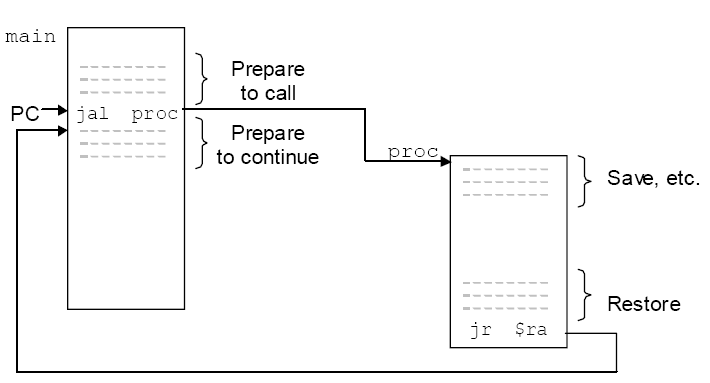 main
Prepare
to call
PC
jal proc
Prepare
to continue
proc
Save, etc.
Restore
jr $ra